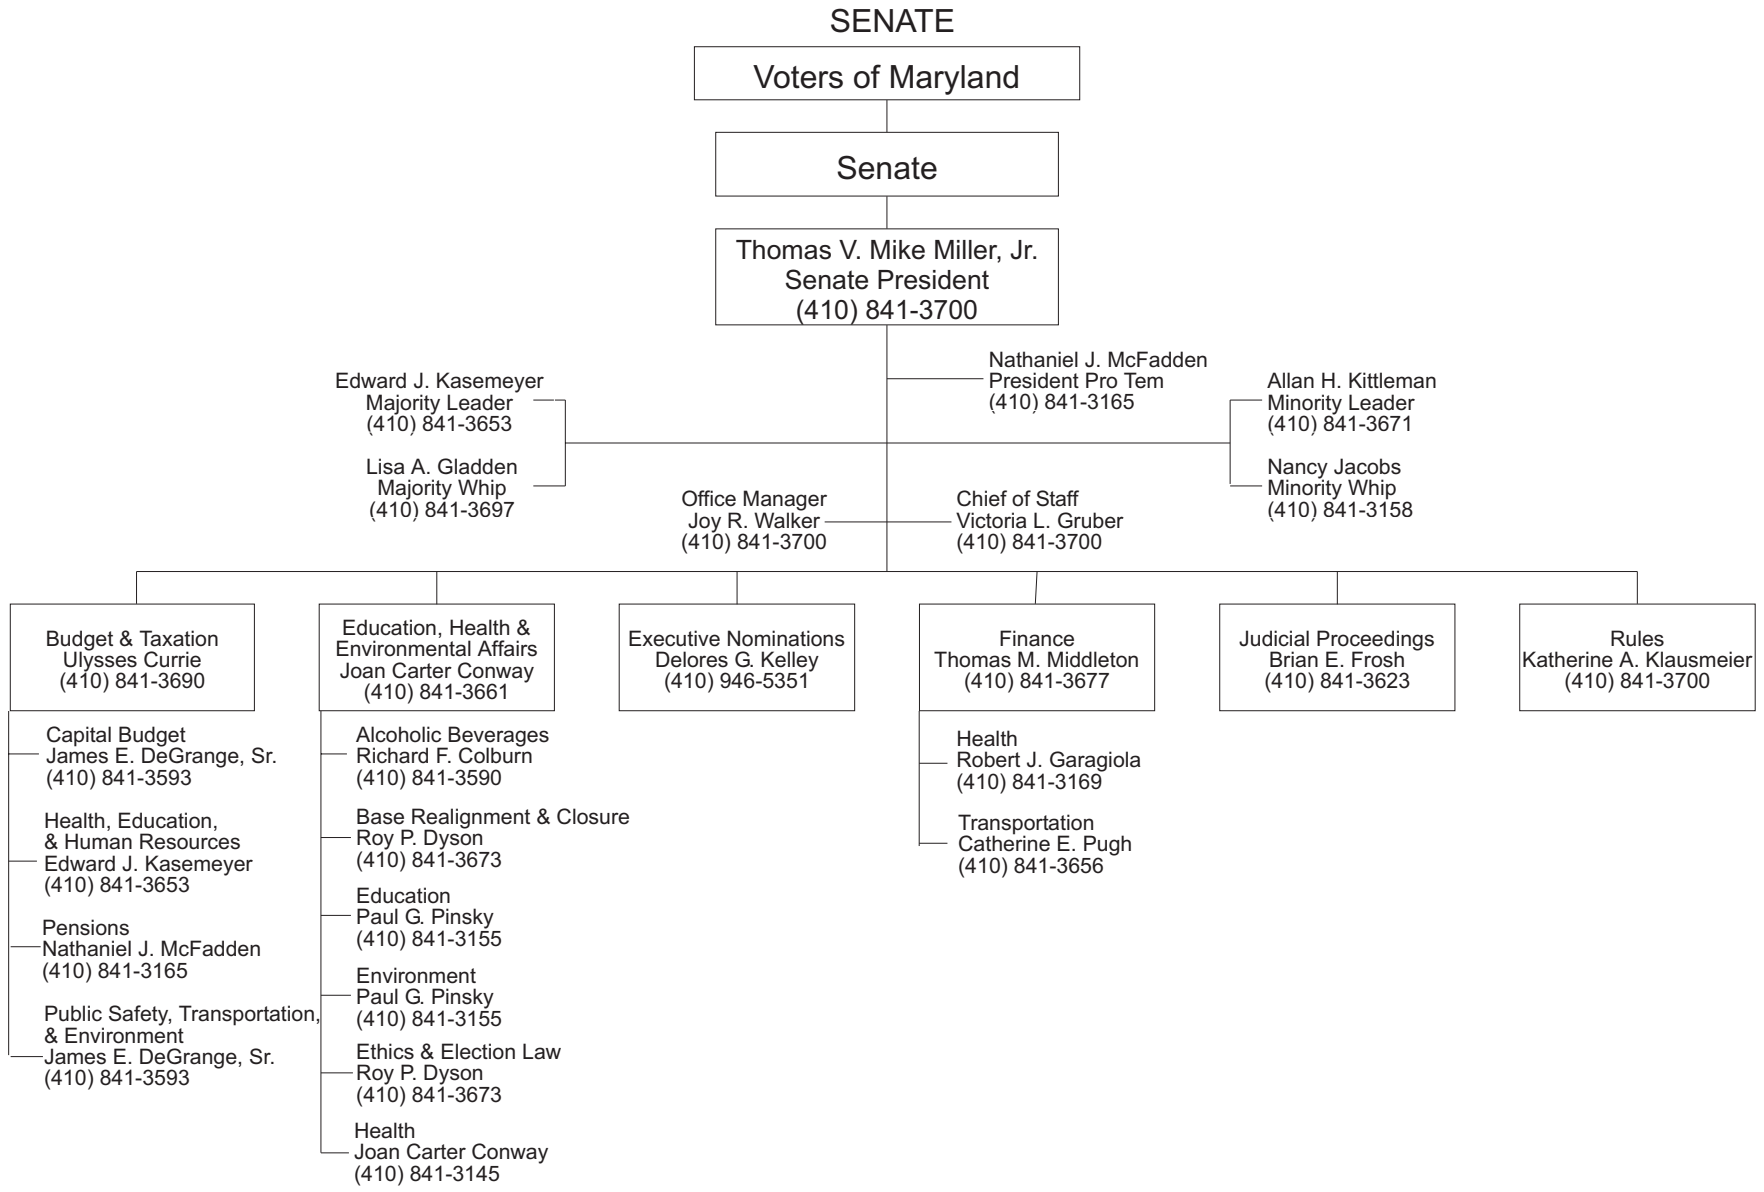 SENATE
Voters of Maryland
Senate
Thomas V. Mike Miller, Jr.
Senate President
(410) 841-3700
Nathaniel J. McFadden
President Pro Tem
(410) 841-3165
Edward J. Kasemeyer
Majority Leader
(410) 841-3653
Lisa A. Gladden
Majority Whip
(410) 841-3697
Allan H. Kittleman
Minority Leader
(410) 841-3671
Nancy Jacobs
Minority Whip
(410) 841-3158
Office Manager
Joy R. Walker
(410) 841-3700
Chief of Staff
Victoria L. Gruber
(410) 841-3700
Budget & Taxation
Ulysses Currie
(410) 841-3690
Capital Budget
James E. DeGrange, Sr.
(410) 841-3593
Health, Education,
& Human Resources
Edward J. Kasemeyer
(410) 841-3653
Pensions
Nathaniel J. McFadden
(410) 841-3165
Public Safety, Transportation,
& Environment
James E. DeGrange, Sr.
(410) 841-3593
Education, Health &
Environmental Affairs
Joan Carter Conway
(410) 841-3661
Alcoholic Beverages
Richard F. Colburn
(410) 841-3590
Base Realignment & Closure
Roy P. Dyson
(410) 841-3673
Education
Paul G. Pinsky
(410) 841-3155
Environment
Paul G. Pinsky
(410) 841-3155
Ethics & Election Law
Roy P. Dyson
(410) 841-3673
Health
Joan Carter Conway
(410) 841-3145
Executive Nominations
Delores G. Kelley
(410) 946-5351
Finance
Thomas M. Middleton
(410) 841-3677
Health
Robert J. Garagiola
(410) 841-3169
Transportation
Catherine E. Pugh
(410) 841-3656
Judicial Proceedings
Brian E. Frosh
(410) 841-3623
Rules
Katherine A. Klausmeier
(410) 841-3700